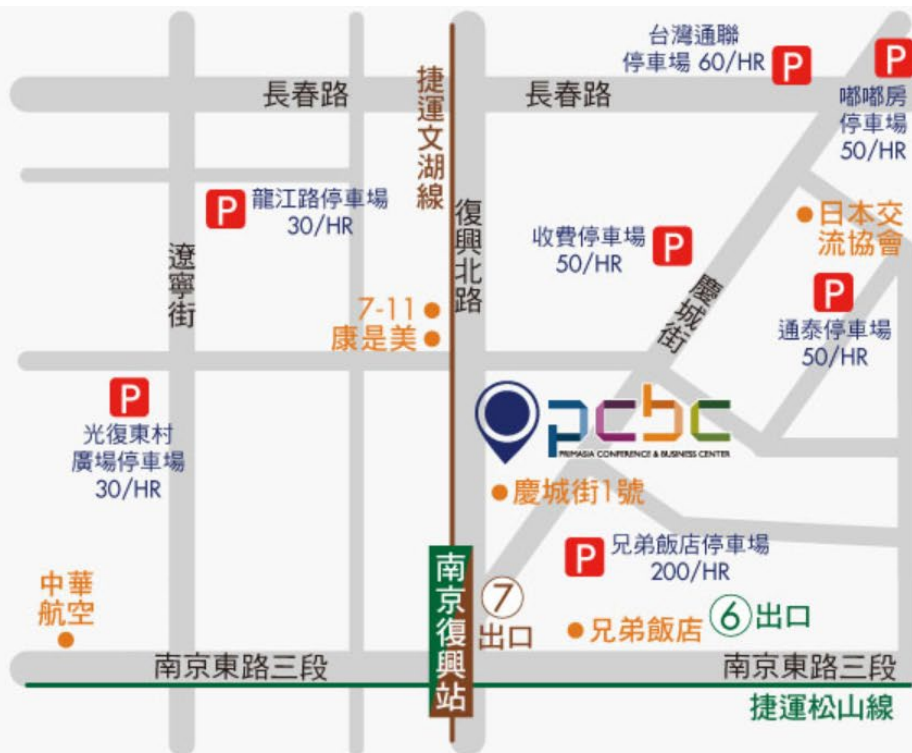 台灣通聯
停車場 60/HR
P
P
嘟嘟房
停車場
50/HR
長春路
長春路
捷運文湖線
P
龍江路停車場
30/HR
復興北路
收費停車場
50/HR
P
日本交
流協會
遼寧街
慶城街
P
通泰停車場
50/HR
7-11
康是美
P
光復東村
廣場停車場
30/HR
pcbc
PRIMASIA CONFERENCE & BUSINESS CENTER
慶城街1號
P
兄弟飯店停車場
200/HR
中華
航空
南京復興站
7
出口
兄弟飯店
6 出口
南京東路三段
南京東路三段
捷運松山線